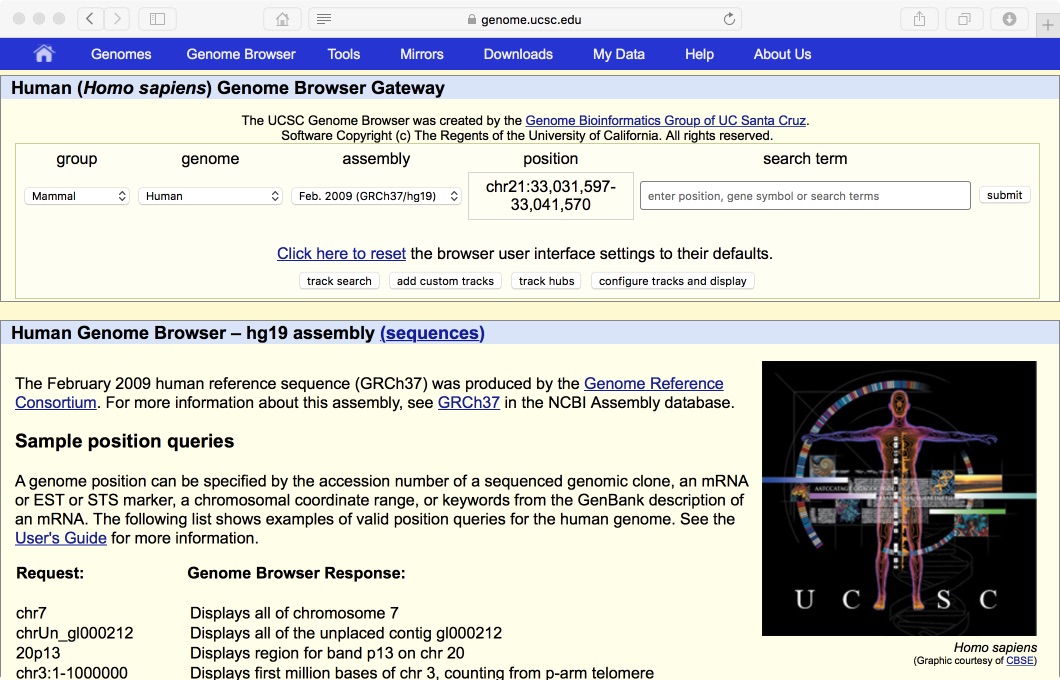 genome.ucsc.edu
Genomes Genome Browser Tools Mirrors Downloads My Data Help About Us
Human (Homo sapiens) Genome Browser Gateway
The UCSC Genome Browser was created by the Genome Bioinformatics Group of UC Santa Cruz.
Software Copyright (c) The Regents of the University of California. All rights reserved.
group genome assembly position search term
Mammal Human Feb. 2009 (GRCh37/hg19) chr21:33,031,597-
33,041,570 enter position, gene symbol or search terms submit
Click here to reset the browser user interface settings to their defaults.
track search add custom tracks track hubs configure tracks and display
Human Genome Browser – hg19 assembly (sequences)
The February 2009 human reference sequence (GRCh37) was produced by the Genome Reference
Consortium. For more information about this assembly, see GRCh37 in the NCBI Assembly database.
Sample position queries
A genome position can be specified by the accession number of a sequenced genomic clone, an mRNA
or EST or STS marker, a chromosomal coordinate range, or keywords from the GenBank description of
an mRNA. The following list shows examples of valid position queries for the human genome. See the
User's Guide for more information.
Request: Genome Browser Response:
chr7 Displays all of chromosome 7
chrUn_gl000212 Displays all of the unplaced contig gl000212
20p13 Displays region for band p13 on chr 20
chr3:1-1000000 Displays first million bases of chr 3, counting from p-arm telomere
U C S C
Homo sapiens
(Graphic courtesy of CBSE)